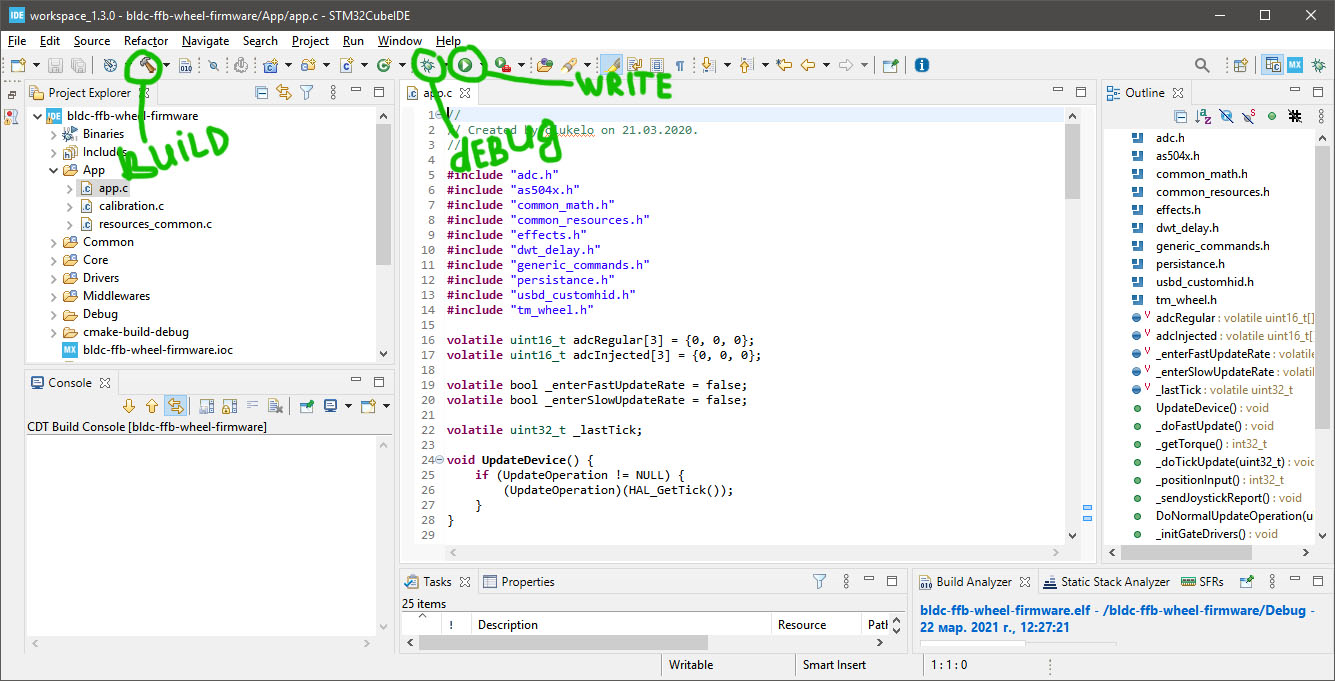 IDE workspace_1.3.0 - bldc-ffb-wheel-firmware/App/app.c - STM32CubeIDE
File Edit Source Refactor Navigate Search Project Run Window Help
BUILD
DEBUG
WRITE
MX
Project Explorer
IDE bldc-ffb-wheel-firmware
Binaries
Includes
App
app.c
calibration.c
resources_common.c
Common
Core
Drivers
Middlewares
Debug
cmake-build-debug
MX bldc-ffb-wheel-firmware.ioc
Console
CDT Build Console [bldc-ffb-wheel-firmware]
app.c
1 //
2 // Created by olukelo on 21.03.2020.
3 //
4
5 #include "adc.h"
6 #include "as504x.h"
7 #include "common_math.h"
8 #include "common_resources.h"
9 #include "effects.h"
10 #include "dwt_delay.h"
11 #include "generic_commands.h"
12 #include "persistance.h"
13 #include "usbd_customhid.h"
14 #include "tm_wheel.h"
15
16 volatile uint16_t adcRegular[3] = {0, 0, 0};
17 volatile uint16_t adcInjected[3] = {0, 0, 0};
18
19 volatile bool _enterFastUpdateRate = false;
20 volatile bool _enterSlowUpdateRate = false;
21
22 volatile uint32_t _lastTick;
23
24 void UpdateDevice() {
25 if (UpdateOperation != NULL) {
26 (UpdateOperation)(HAL_GetTick());
27 }
28 }
29
Outline
adc.h
as504x.h
common_math.h
common_resources.h
effects.h
dwt_delay.h
generic_commands.h
persistance.h
usbd_customhid.h
tm_wheel.h
adcRegular : volatile uint16_t[]
adcInjected : volatile uint16_t[
_enterFastUpdateRate : volatile
_enterSlowUpdateRate : volatil
_lastTick : volatile uint32_t
UpdateDevice() : void
_doFastUpdate() : void
_getTorque() : int32_t
_doTickUpdate(uint32_t) : voic
_positionInput() : int32_t
_sendJoystickReport() : void
DoNormalUpdateOperation(u
_initGateDrivers() : void
Tasks Properties
25 items
! Description Resource Path
Build Analyzer Static Stack Analyzer SFRs
bldc-ffb-wheel-firmware.elf - /bldc-ffb-wheel-firmware/Debug -
22 мар. 2021 г., 12:27:21
Writable Smart Insert 1 : 1 : 0